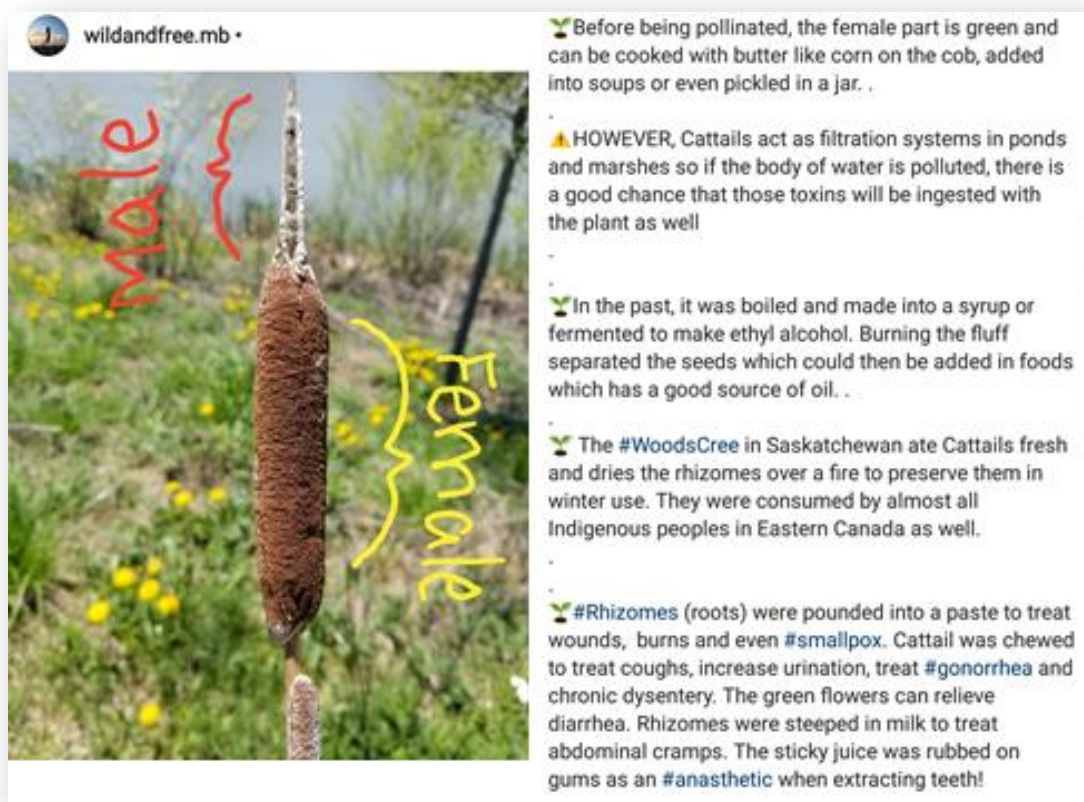 wildandfree.mb •
Male
Female
🌱Before being pollinated, the female part is green and
can be cooked with butter like corn on the cob, added
into soups or even pickled in a jar. .
.
⚠️HOWEVER, Cattails act as filtration systems in ponds
and marshes so if the body of water is polluted, there is
a good chance that those toxins will be ingested with
the plant as well
.
.
🌱In the past, it was boiled and made into a syrup or
fermented to make ethyl alcohol. Burning the fluff
separated the seeds which could then be added in foods
which has a good source of oil. .
.
🌱 The #WoodsCree in Saskatchewan ate Cattails fresh
and dries the rhizomes over a fire to preserve them in
winter use. They were consumed by almost all
Indigenous peoples in Eastern Canada as well.
.
.
🌱#Rhizomes (roots) were pounded into a paste to treat
wounds, burns and even #smallpox. Cattail was chewed
to treat coughs, increase urination, treat #gonorrhea and
chronic dysentery. The green flowers can relieve
diarrhea. Rhizomes were steeped in milk to treat
abdominal cramps. The sticky juice was rubbed on
gums as an #anasthetic when extracting teeth!